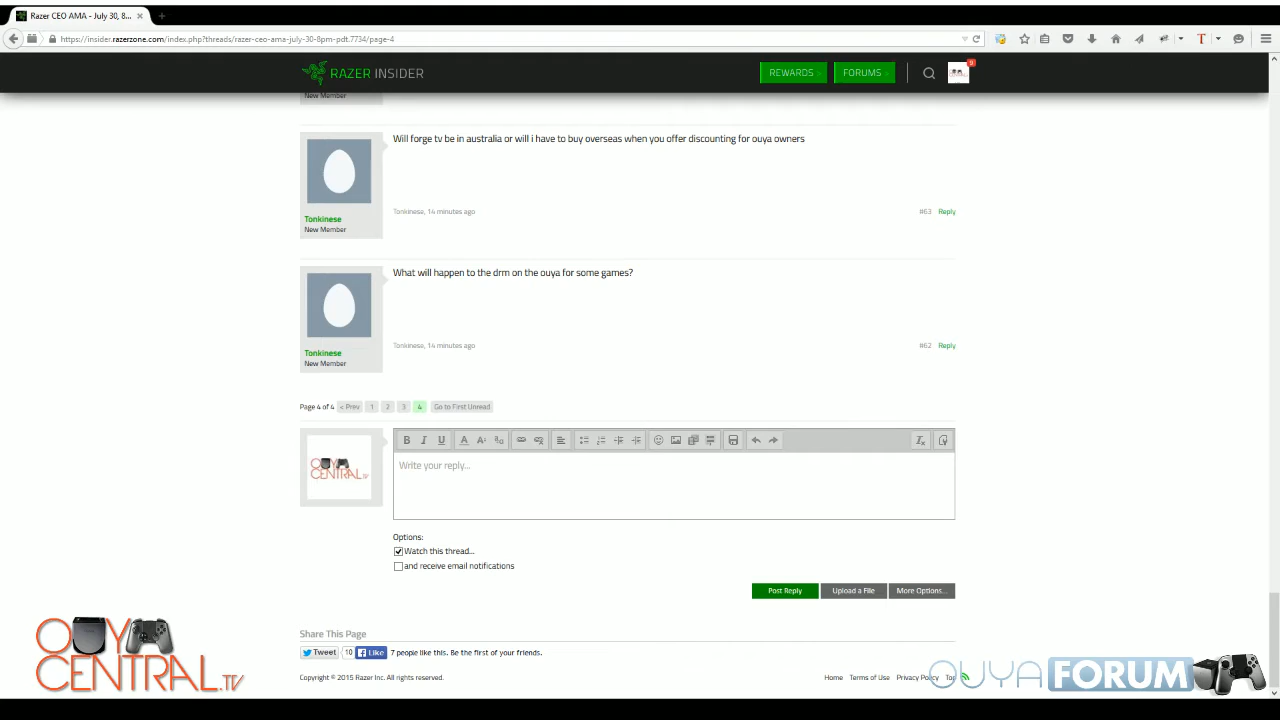 Razer CEO AMA - July 30, 8...
https://insider.razerzone.com/index.php?threads/razer-ceo-ama-july-30-8pm-pdt.7734/page-4
RAZER INSIDER
REWARDS
FORUMS
9
New Member
Will forge tv be in australia or will i have to buy overseas when you offer discounting for ouya owners
Tonkinese, 14 minutes ago
#63 Reply
Tonkinese
New Member
What will happen to the drm on the ouya for some games?
Tonkinese, 14 minutes ago
#62 Reply
Tonkinese
New Member
Page 4 of 4 < Prev 1 2 3 4 Go to First Unread
OUYA CENTRAL.TV
Write your reply...
Options:
Watch this thread...
and receive email notifications
Post Reply Upload a File More Options...
Share This Page
Tweet 10 Like 7 people like this. Be the first of your friends.
Copyright © 2015 Razer Inc. All rights reserved.
Home Terms of Use Privacy Policy Top
OUYA
CENTRAL.TV
OUYAFORUM